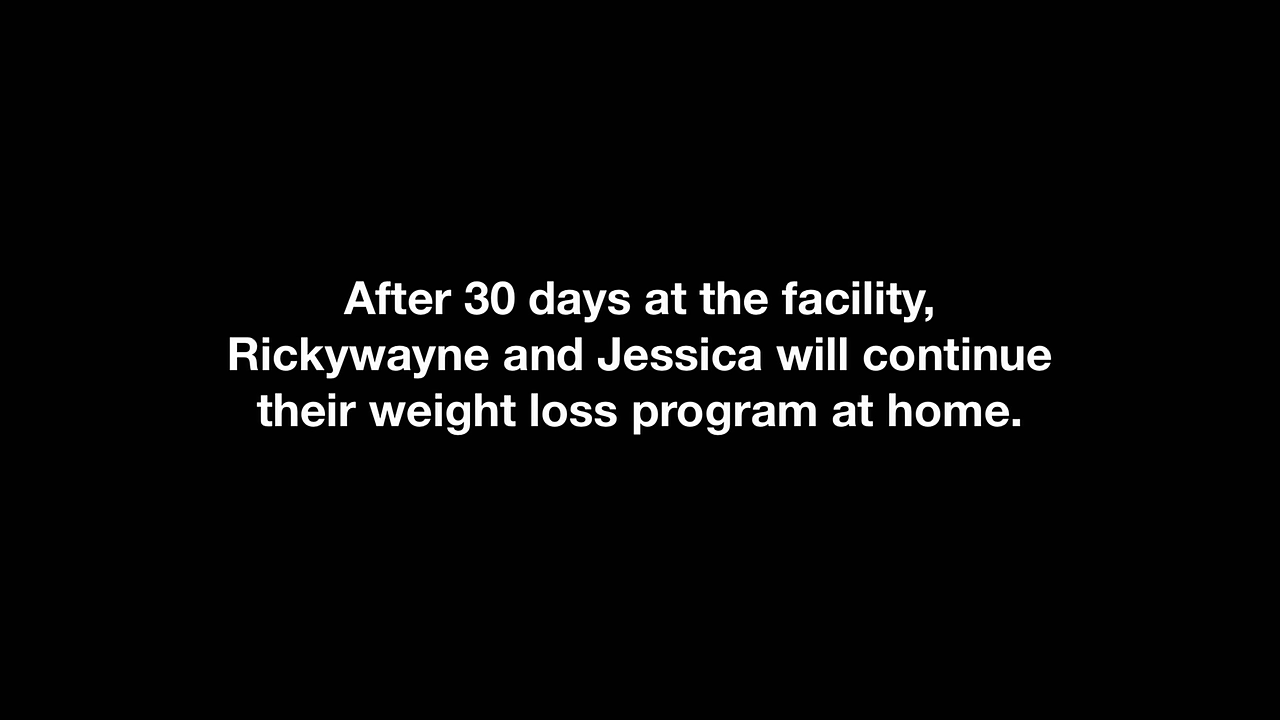 After 30 days at the facility,
Rickywayne and Jessica will continue
their weight loss program at home.